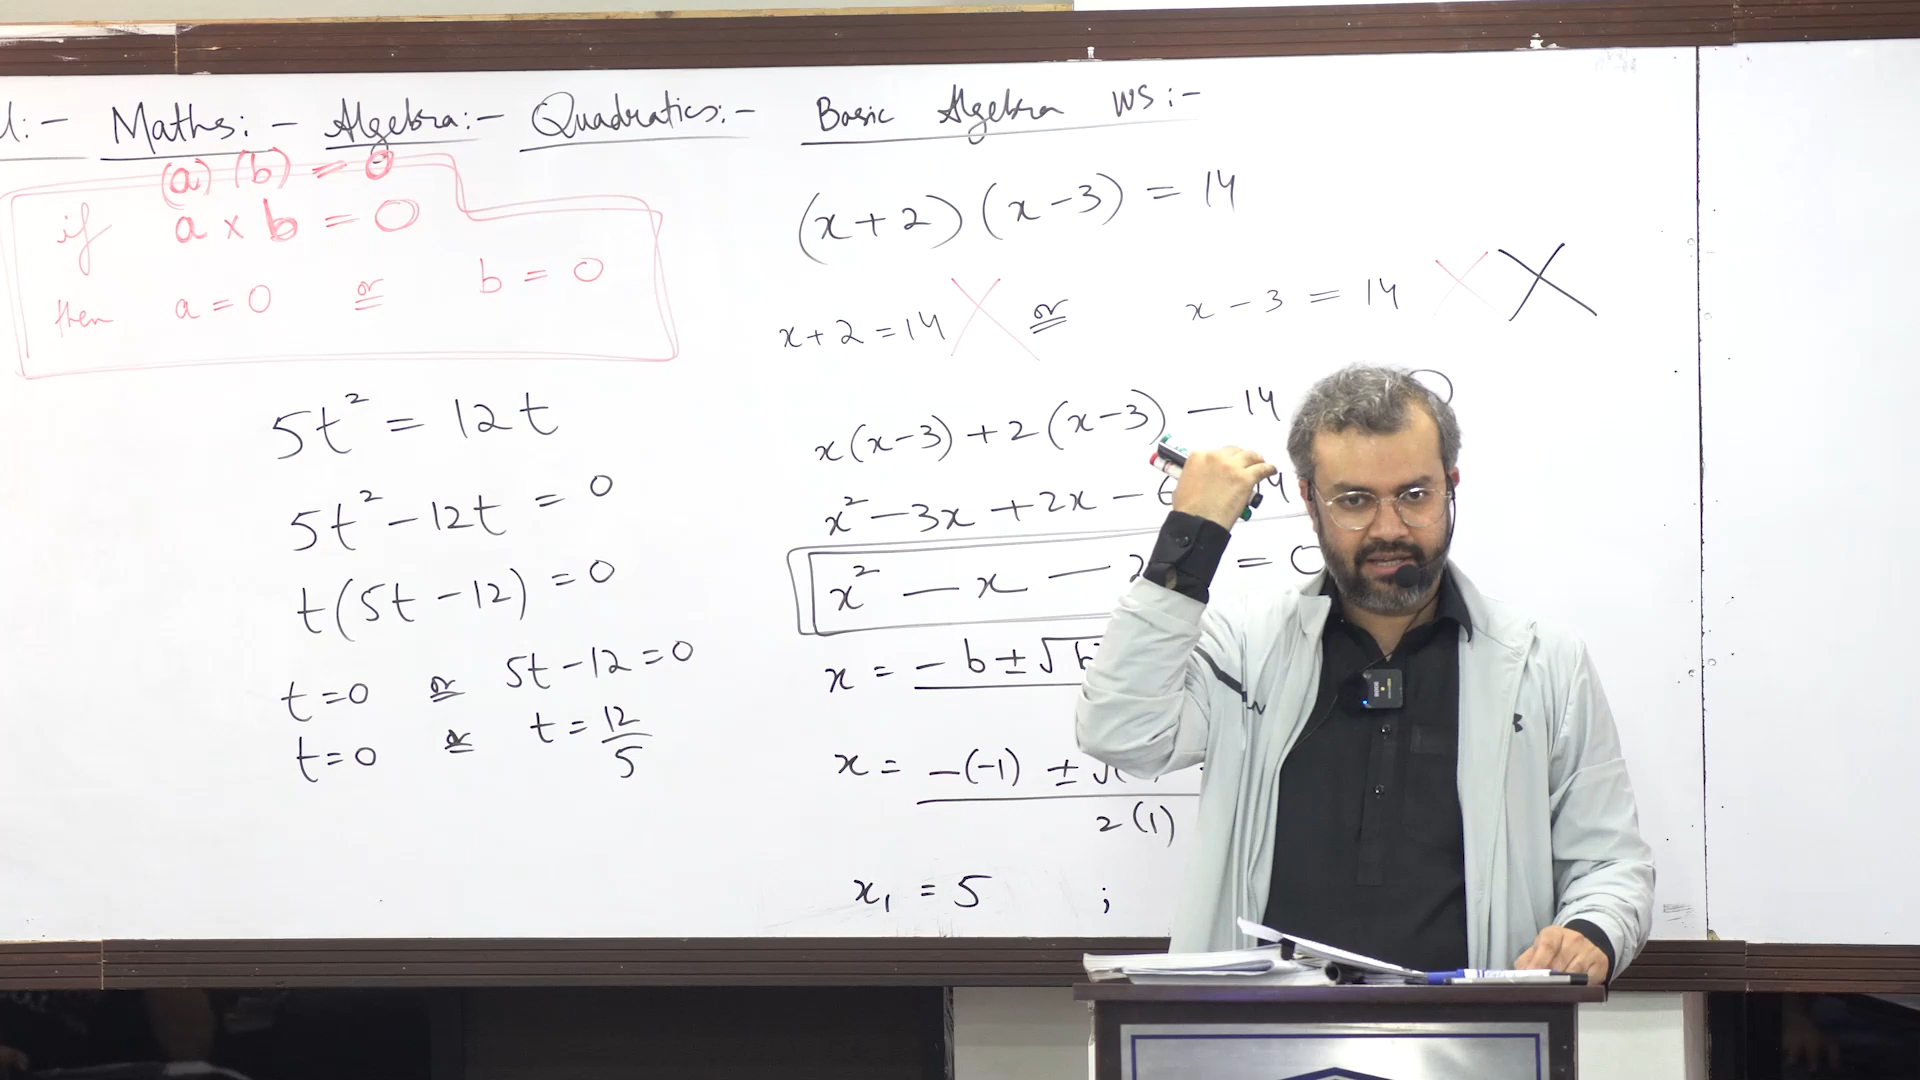 :- Maths:- Algebra:- Quadratics:- Basic Algebra WS:-
(a) (b) = 0
if a x b = 0
then a = 0 or b = 0
5t² = 12t
5t² - 12t = 0
t(5t - 12) = 0
t=0 or 5t - 12 = 0
t=0 or t = 12/5
(x+2)(x-3) = 14
x+2 = 14 or x - 3 = 14
x(x-3) + 2(x-3) - 14
x² - 3x + 2x -
x² - x - 2 = 0
x = - b ± √b
x = -(-1) ± √(
2(1)
x₁ = 5 ;